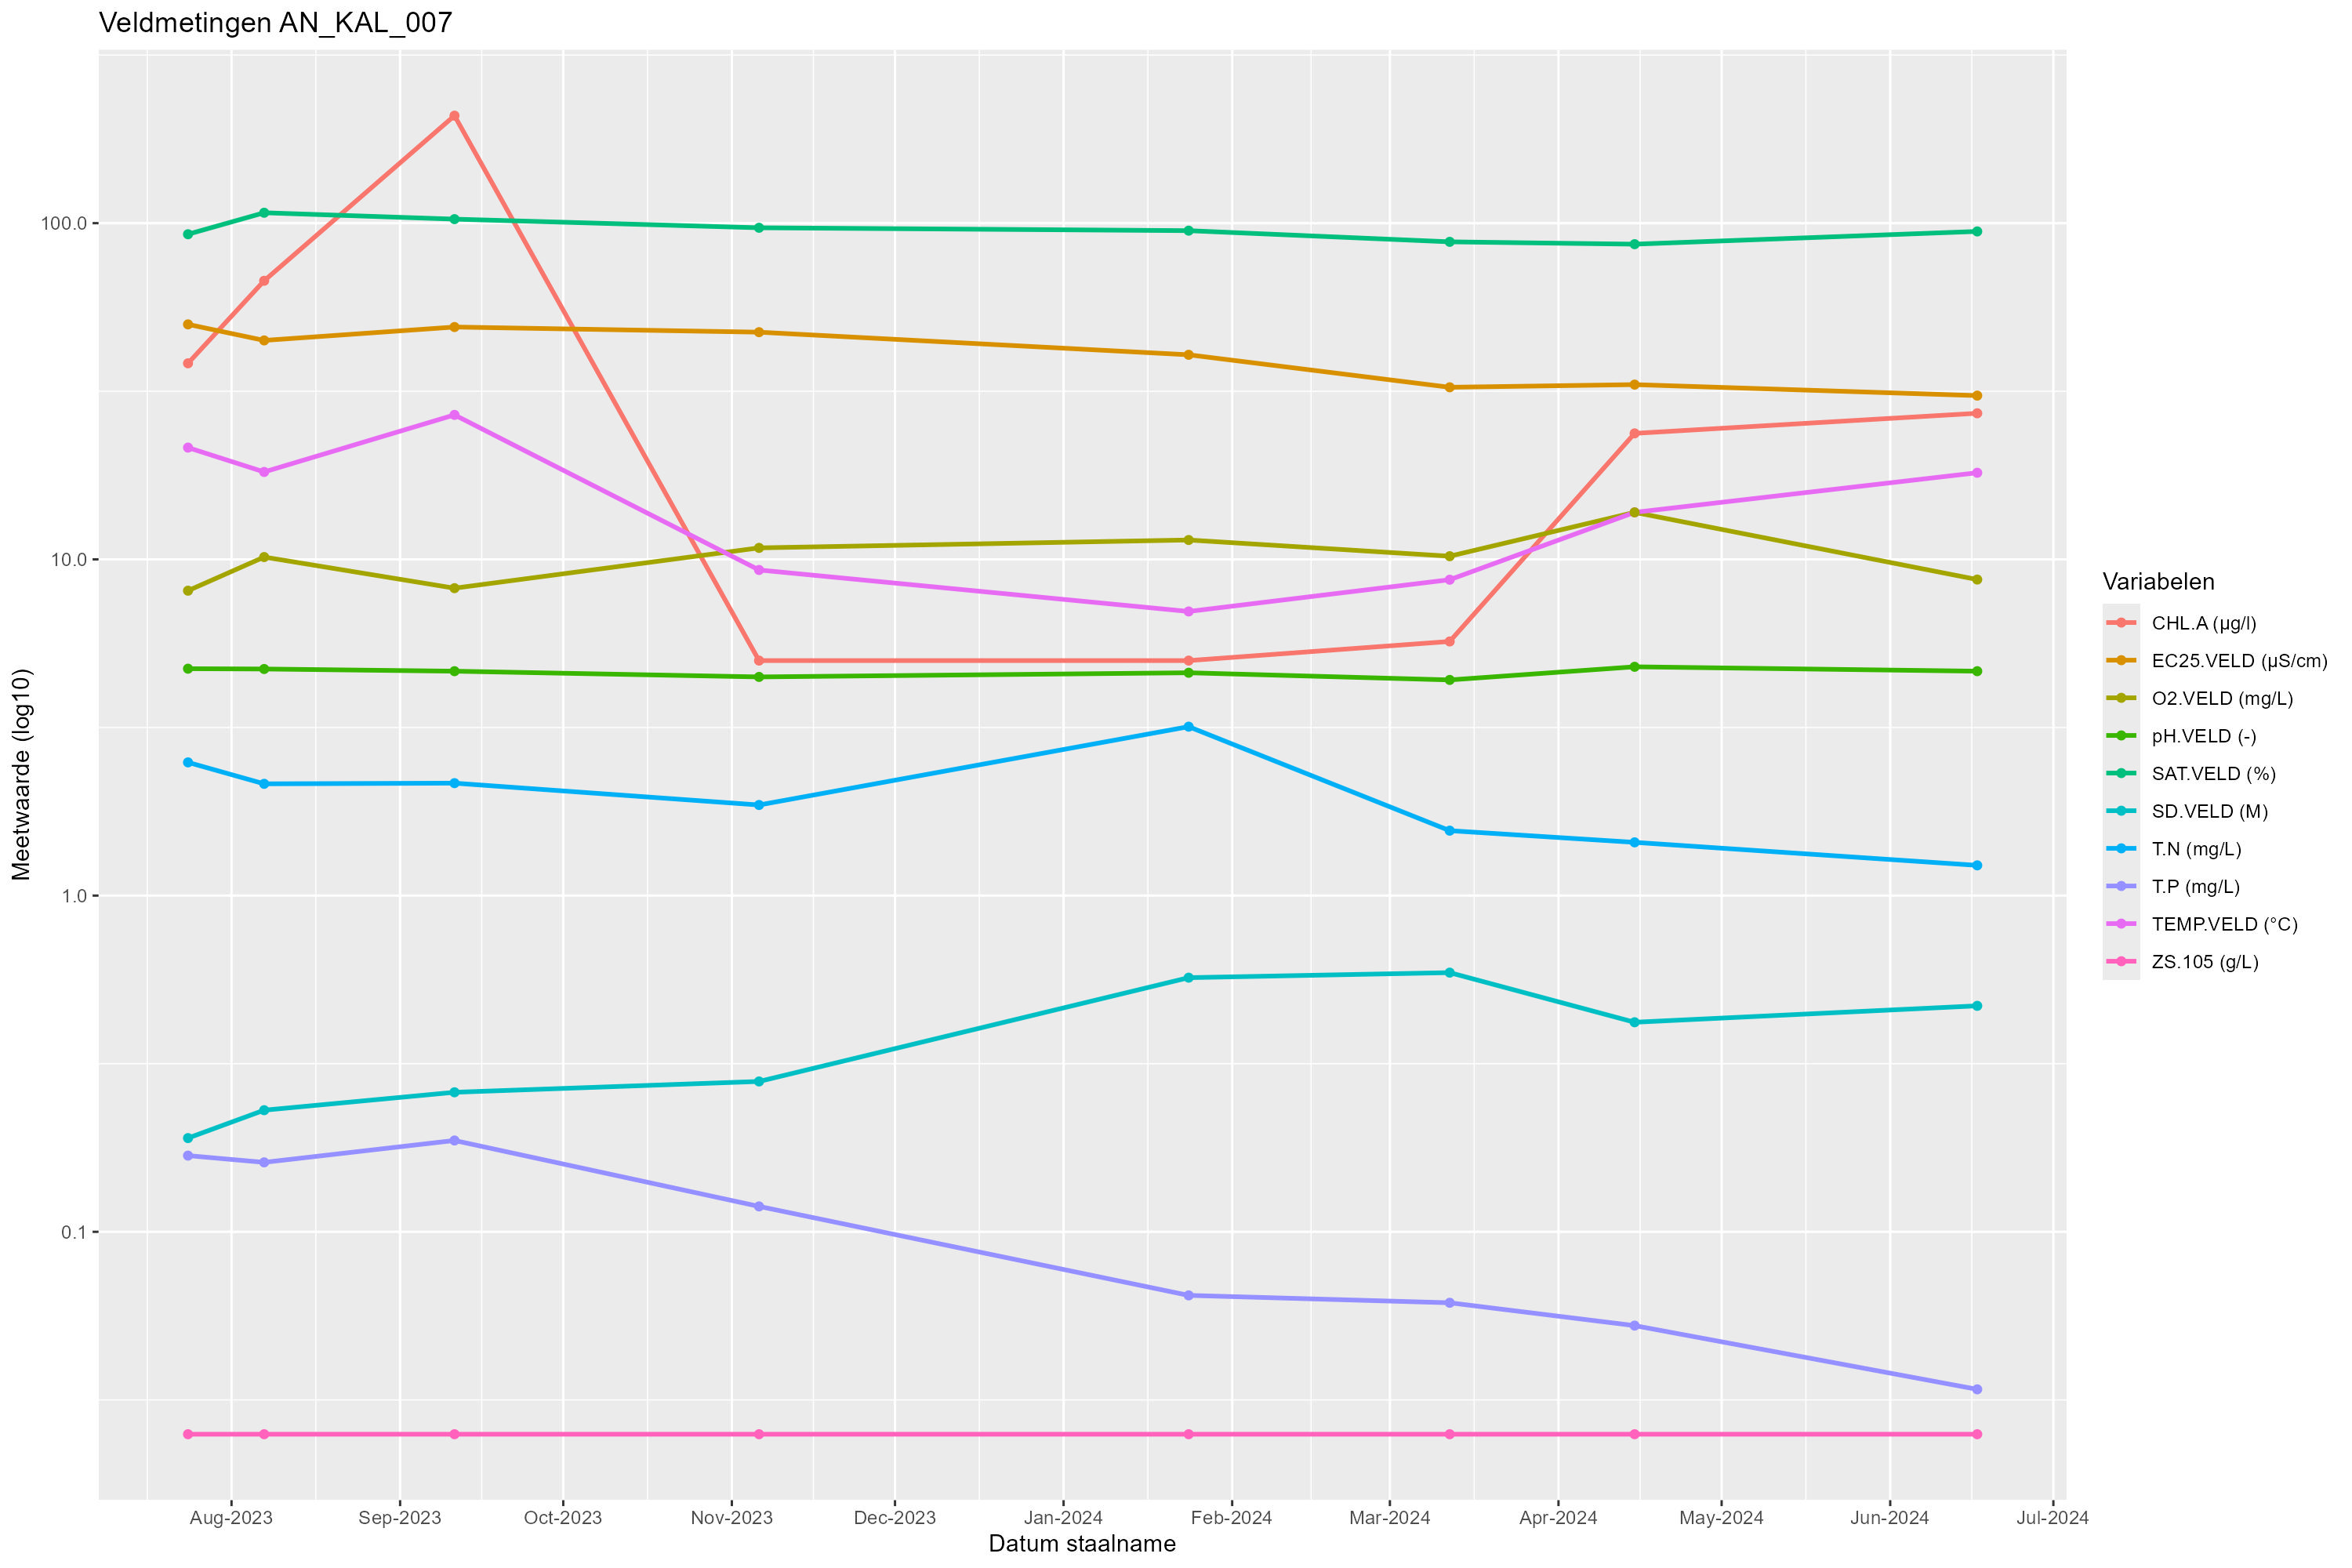 Veldmetingen AN_KAL_007
Meetwaarde (log10)
100.0
10.0
1.0
0.1
Aug-2023
Sep-2023
Oct-2023
Nov-2023
Dec-2023
Jan-2024
Feb-2024
Mar-2024
Apr-2024
May-2024
Jun-2024
Jul-2024
Datum staalname
Variabelen
CHL.A (µg/l)
EC25.VELD (µS/cm)
O2.VELD (mg/L)
pH.VELD (-)
SAT.VELD (%)
SD.VELD (M)
T.N (mg/L)
T.P (mg/L)
TEMP.VELD (°C)
ZS.105 (g/L)